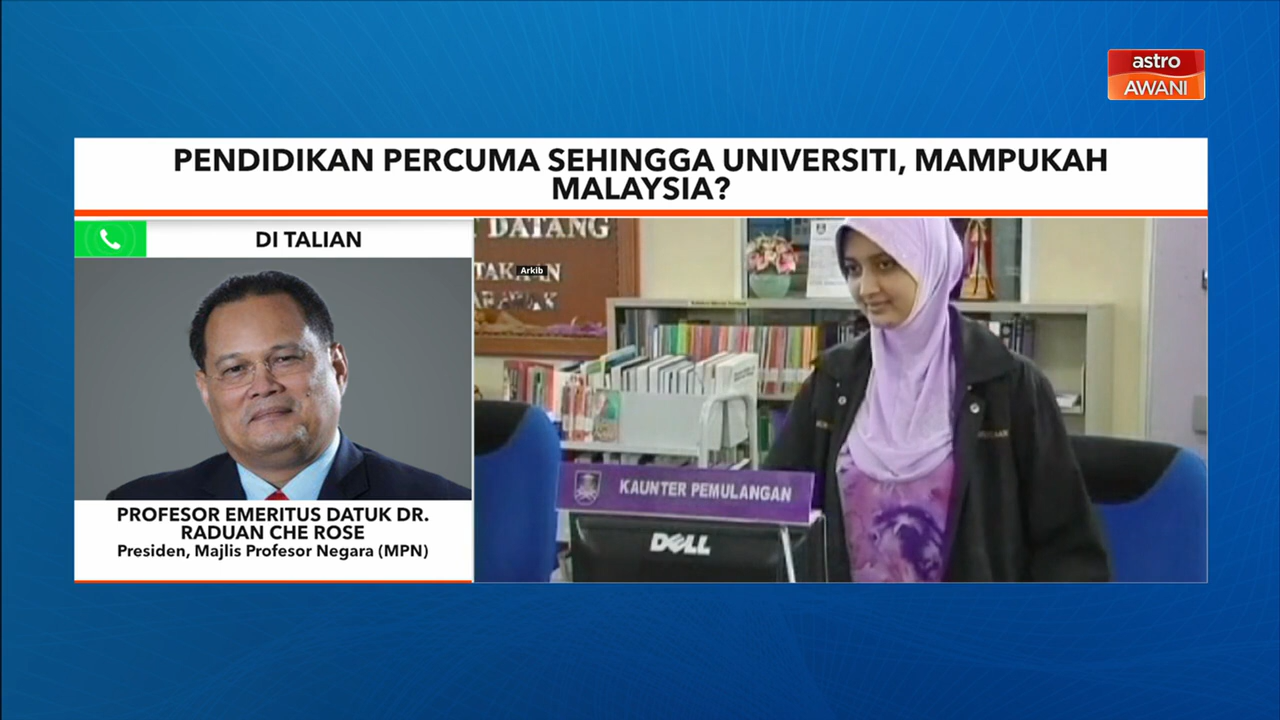 astro
AWANI
PENDIDIKAN PERCUMA SEHINGGA UNIVERSITI, MAMPUKAH
MALAYSIA?
DI TALIAN
DATANG
Arkib
KAUNTER PEMULANGAN
DELL
PROFESOR EMERITUS DATUK DR.
RADUAN CHE ROSE
Presiden, Majlis Profesor Negara (MPN)